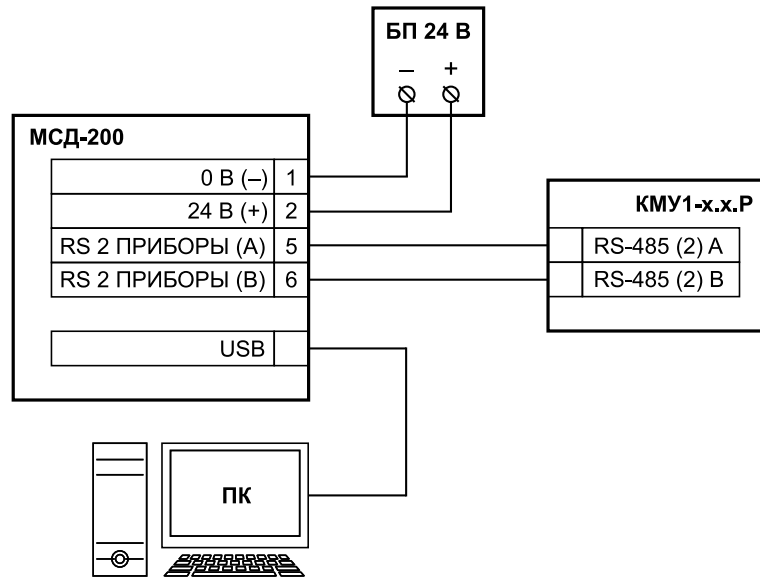 БП 24 В
– +
МСД-200
0 В (–) 1
24 В (+) 2
RS 2 ПРИБОРЫ (А) 5
RS 2 ПРИБОРЫ (В) 6
USB
КМУ1-х.х.Р
RS-485 (2) A
RS-485 (2) B
ПК